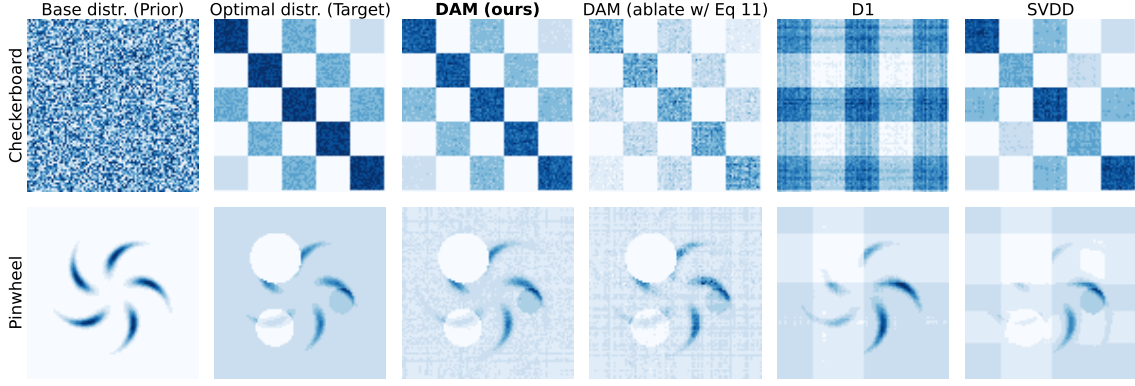 Base distr. (Prior) Optimal distr. (Target) DAM (ours) DAM (ablate w/ Eq 11) D1 SVDD
Checkerboard
Pinwheel